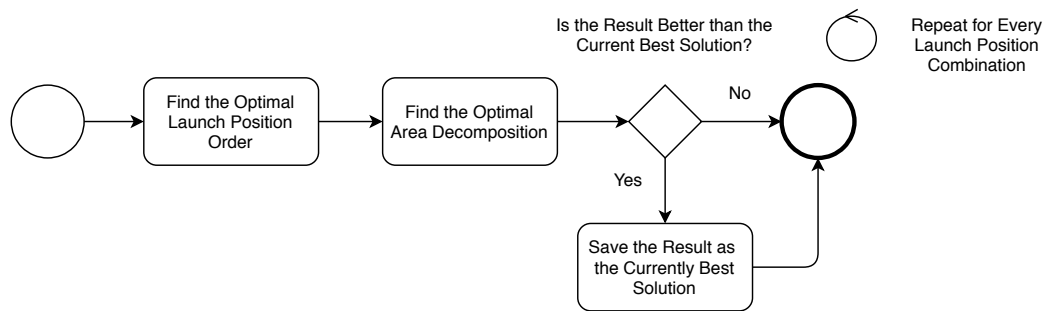 Is the Result Better than the
Current Best Solution?
Repeat for Every
Launch Position
Combination
Find the Optimal
Launch Position
Order
Find the Optimal
Area Decomposition
No
Yes
Save the Result as
the Currently Best
Solution